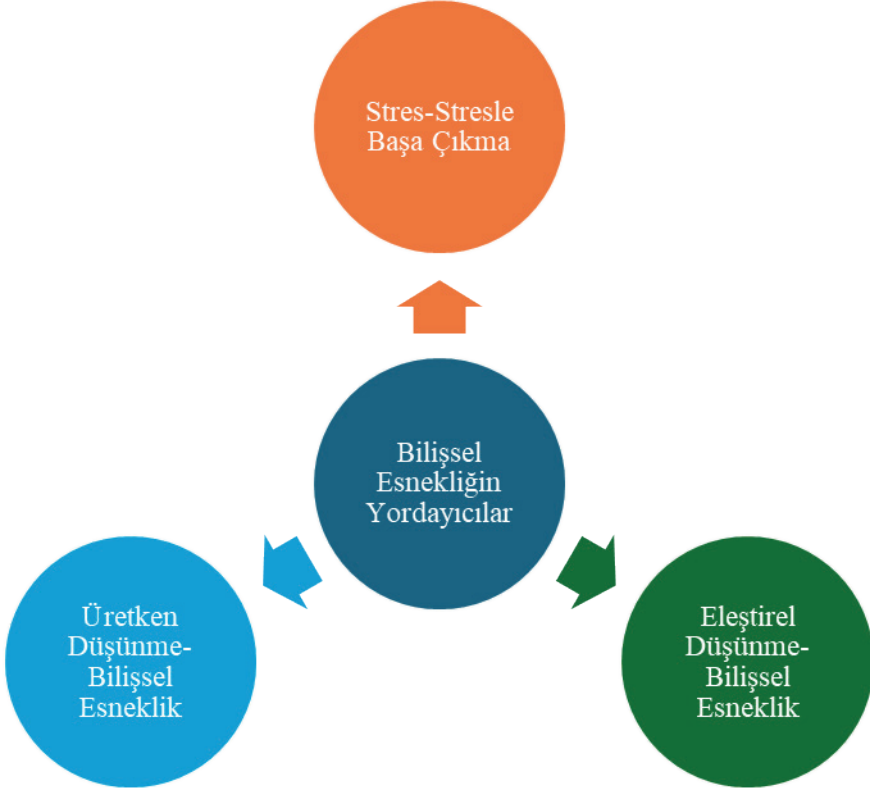 Stres-Stresle
Başa Çıkma
Bilişsel
Esnekliğin
Yordayıcılar
Üretken
Düşünme-
Bilişsel
Esneklik
Eleştirel
Düşünme-
Bilişsel
Esneklik